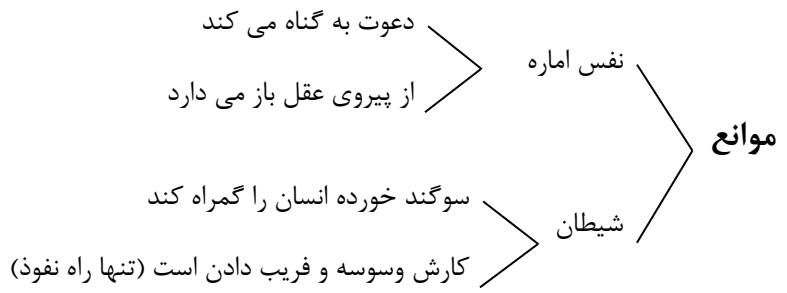 دعوت به گناه می کند
نفس اماره
از پیروی عقل باز می دارد
موانع
سوگند خورده انسان را گمراه کند
شیطان
کارش وسوسه و فریب دادن است (تنها راه نفوذ)